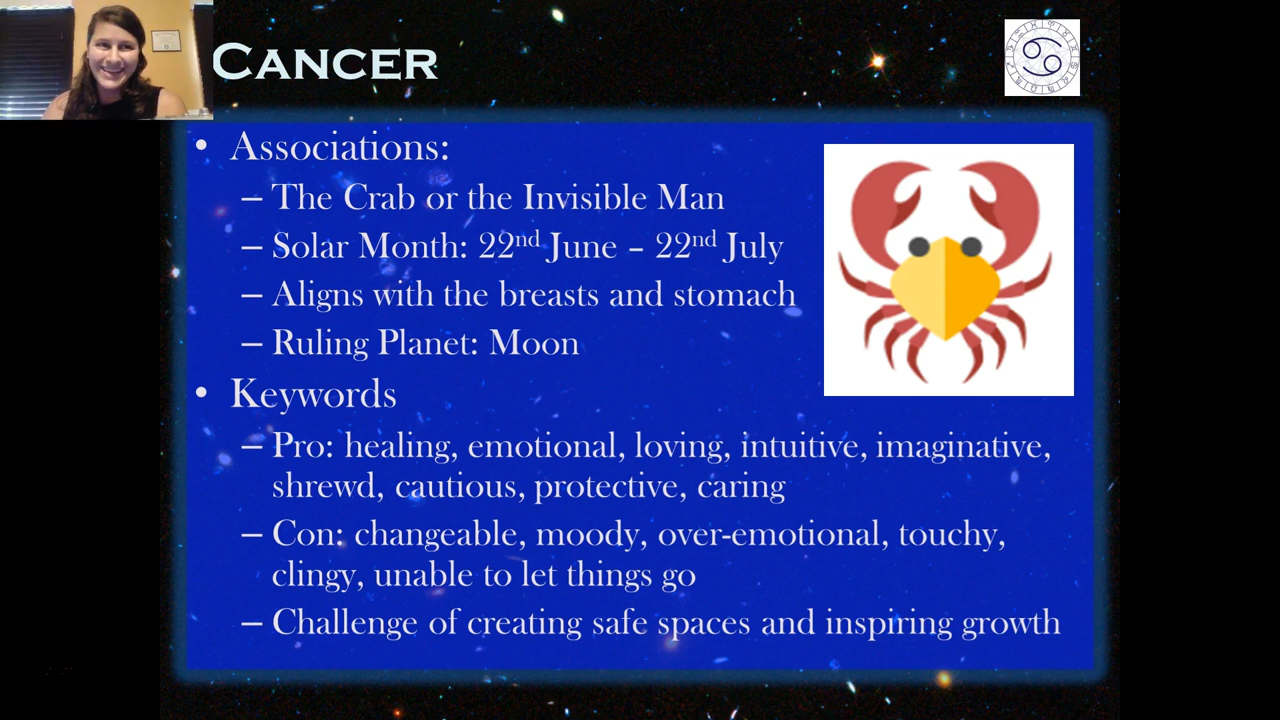 CANCER
• Associations:
– The Crab or the Invisible Man
– Solar Month: 22nd June – 22nd July
– Aligns with the breasts and stomach
– Ruling Planet: Moon
• Keywords
– Pro: healing, emotional, loving, intuitive, imaginative,
shrewd, cautious, protective, caring
– Con: changeable, moody, over-emotional, touchy,
clingy, unable to let things go
– Challenge of creating safe spaces and inspiring growth